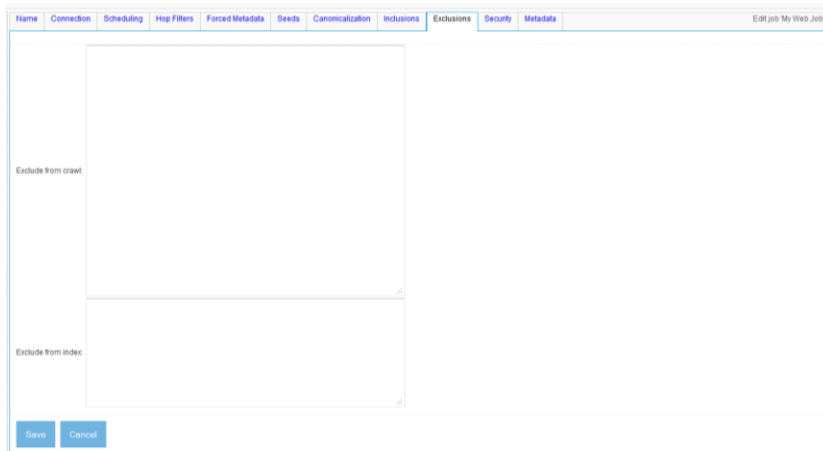 Name Connection Scheduling Hop Filters Forced Metadata Seeds Canonicalization Inclusions Exclusions Security Metadata Edit job 'My Web Job
Exclude from crawl:
Exclude from index:
Save Cancel